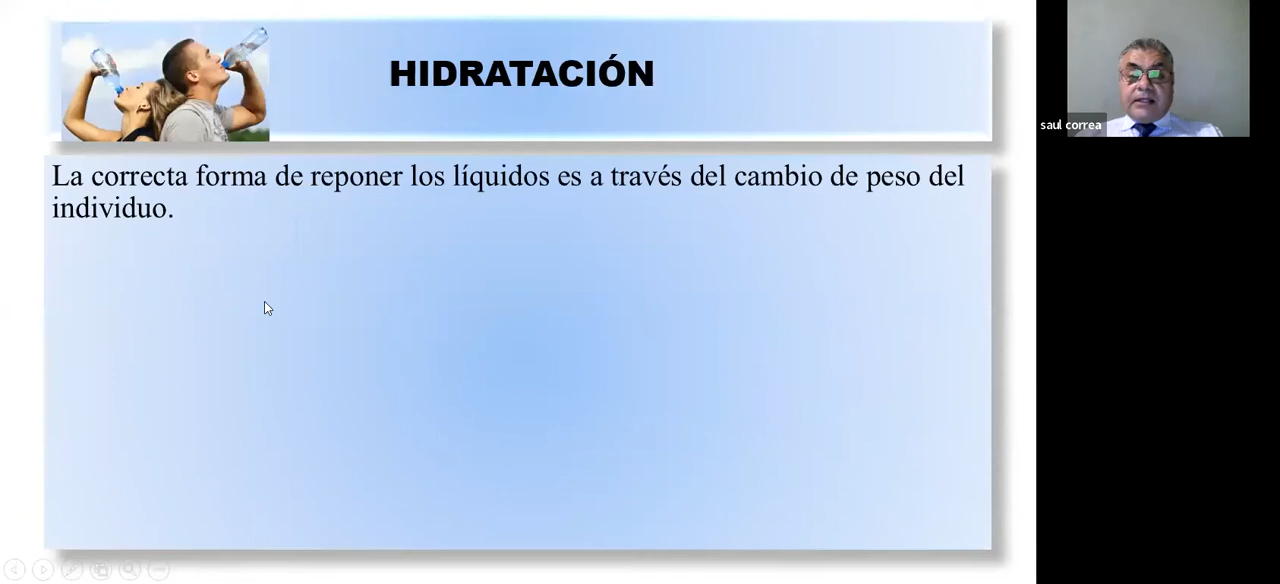 HIDRATACIÓN
La correcta forma de reponer los líquidos es a través del cambio de peso del
individuo.
saul correa